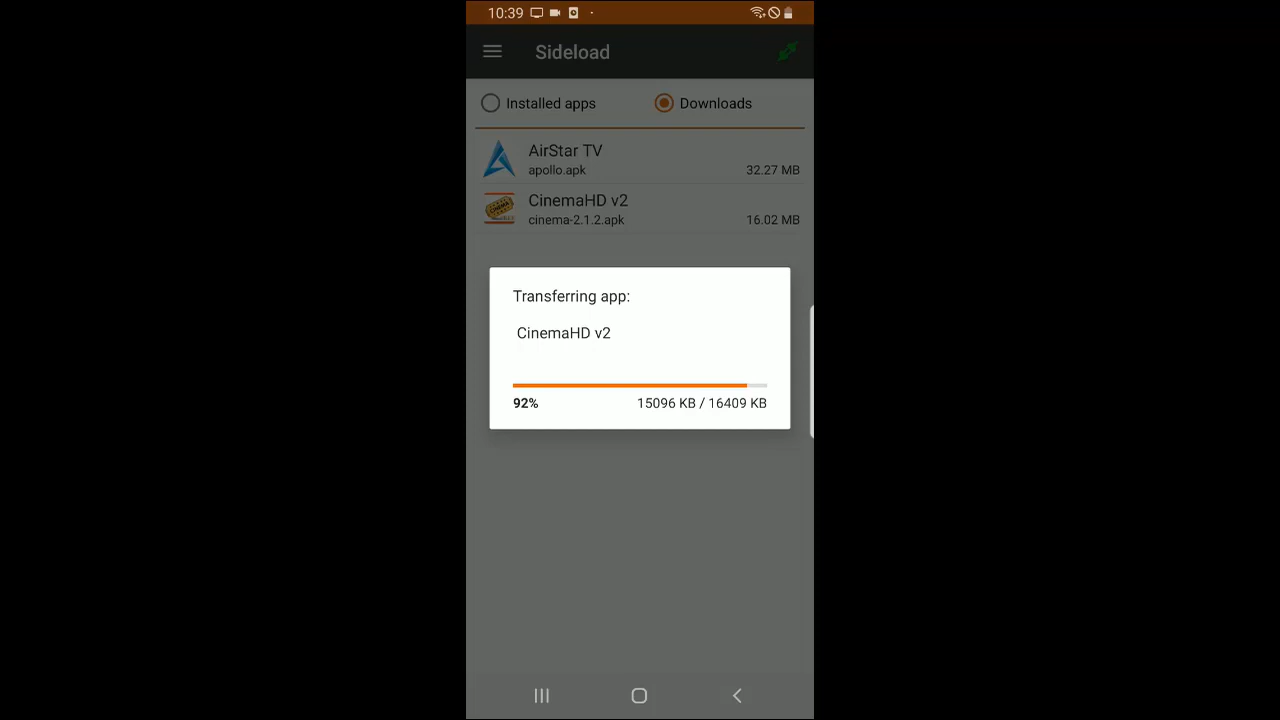 10:39
Sideload
Installed apps
Downloads
AirStar TV
apollo.apk
32.27 MB
CinemaHD v2
cinema-2.1.2.apk
16.02 MB
Transferring app:
CinemaHD v2
92%
15096 KB / 16409 KB